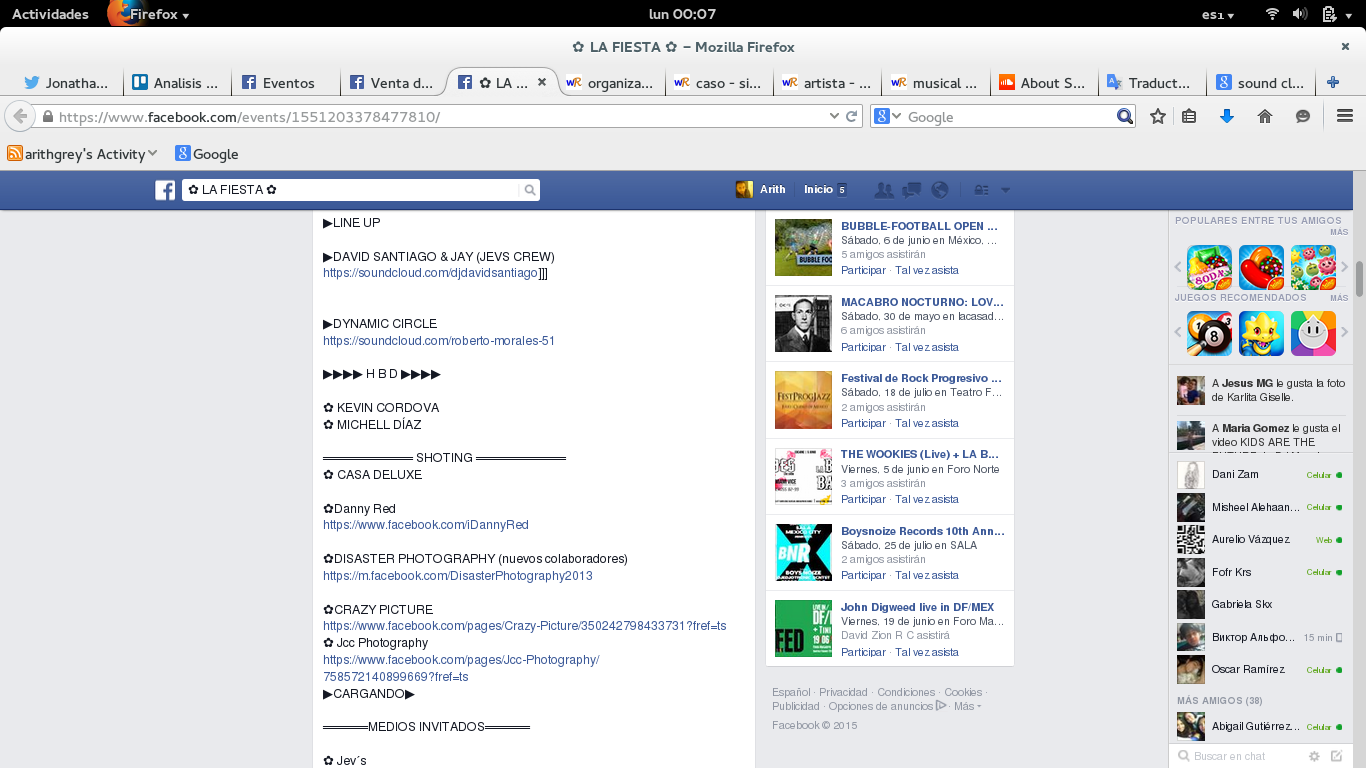 Actividades
Firefox
lun 00:07
es1
✿ LA FIESTA ✿ – Mozilla Firefox
Jonatha...
Analisis ...
Eventos
Venta d...
✿ LA ...
organiza...
caso - si...
artista - ...
musical ...
About S...
Traduct...
sound cl...
https://www.facebook.com/events/1551203378477810/
Google
arithgrey's Activity
Google
✿ LA FIESTA ✿
Arith
Inicio 5
▶LINE UP
▶DAVID SANTIAGO & JAY (JEVS CREW)
https://soundcloud.com/djdavidsantiago]]]
▶DYNAMIC CIRCLE
https://soundcloud.com/roberto-morales-51
▶▶▶▶ H B D ▶▶▶▶
✿ KEVIN CORDOVA
✿ MICHELL DÍAZ
════════════ SHOTING ════════════
✿ CASA DELUXE
✿Danny Red
https://www.facebook.com/iDannyRed
✿DISASTER PHOTOGRAPHY (nuevos colaboradores)
https://m.facebook.com/DisasterPhotography2013
✿CRAZY PICTURE
https://www.facebook.com/pages/Crazy-Picture/350242798433731?fref=ts
✿ Jcc Photography
https://www.facebook.com/pages/Jcc-Photography/
758572140899669?fref=ts
▶CARGANDO▶
══════MEDIOS INVITADOS══════
✿ Jev´s
BUBBLE-FOOTBALL OPEN ...
Sábado. 6 de junio en México, ...
5 amigos asistirán
Participar · Tal vez asista
MACABRO NOCTURNO: LOV...
Sábado. 30 de mayo en lacasad...
6 amigos asistirán
Participar · Tal vez asista
FESTPROGJAZZ
Festival de Rock Progresivo ...
Sábado. 18 de julio en Teatro F...
2 amigos asistirán
Participar · Tal vez asista
THE WOOKIES (Live) + LA B...
Viernes. 5 de junio en Foro Norte
3 amigos asistirán
Participar · Tal vez asista
BNR
Boysnoize Records 10th Ann...
Sábado. 25 de julio en SALA
2 amigos asistirán
Participar · Tal vez asista
John Digweed live in DF/MEX
Viernes. 19 de junio en Foro Ma...
David Zion R C asistirá
Participar · Tal vez asista
Español · Privacidad · Condiciones · Cookies ·
Publicidad · Opciones de anuncios · Más
Facebook © 2015
POPULARES ENTRE TUS AMIGOS
MÁS
SODA
JUEGOS RECOMENDADOS
MÁS
A Jesus MG le gusta la foto
de Karlita Giselle.
A Maria Gomez le gusta el
video KIDS ARE THE
Dani Zam Celular
Misheel Alehaan... Celular
Aurelio Vázquez Web
Fofr Krs Celular
Gabriela Skx
Виктор Альфо... 15 min
Oscar Ramírez Celular
MÁS AMIGOS (38)
Abigail Gutiérrez... Celular
Buscar en chat